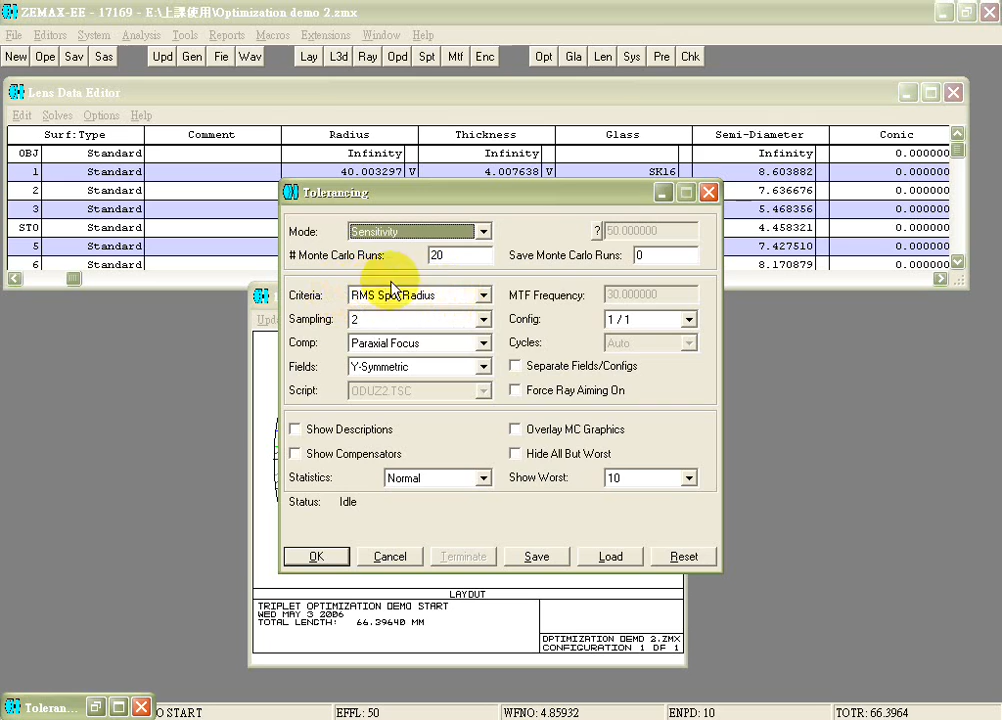 ZEMAX-EE - 17169 - E:\上課使用\Optimization demo 2.zmx
File Editors System Analysis Tools Reports Macros Extensions Window Help
New Ope Sav Sas Upd Gen Fie Wav Lay L3d Ray Opd Spt Mtf Enc Opt Gla Len Sys Pre Chk
Lens Data Editor
Edit Solves Options Help
Surf:Type Comment Radius Thickness Glass Semi-Diameter Conic
OBJ Standard Infinity Infinity Infinity 0.000000
1 Standard 40.003297 V 4.007638 V SK16 8.603882 0.000000
2 Standard 7.636676 0.000000
3 Standard 5.468356 0.000000
STO Standard 4.458321 0.000000
5 Standard 7.427510 0.000000
6 Standard 8.170879 0.000000
Tolerancing
Mode: Sensitivity ? 50.000000
# Monte Carlo Runs: 20 Save Monte Carlo Runs: 0
Criteria: RMS Spot Radius MTF Frequency: 30.000000
Sampling: 2 Config: 1 / 1
Comp: Paraxial Focus Cycles: Auto
Fields: Y-Symmetric Separate Fields/Configs
Script: ODUZ2.TSC Force Ray Aiming On
Show Descriptions Overlay MC Graphics
Show Compensators Hide All But Worst
Statistics: Normal Show Worst: 10
Status: Idle
OK Cancel Terminate Save Load Reset
LAYOUT
TRIPLET OPTIMIZATION DEMO START
WED MAY 3 2006
TOTAL LENGTH: 66.39640 MM
OPTIMIZATION DEMO 2.ZMX
CONFIGURATION 1 OF 1
Toleran... O START EFFL: 50 WFNO: 4.85932 ENPD: 10 TOTR: 66.3964